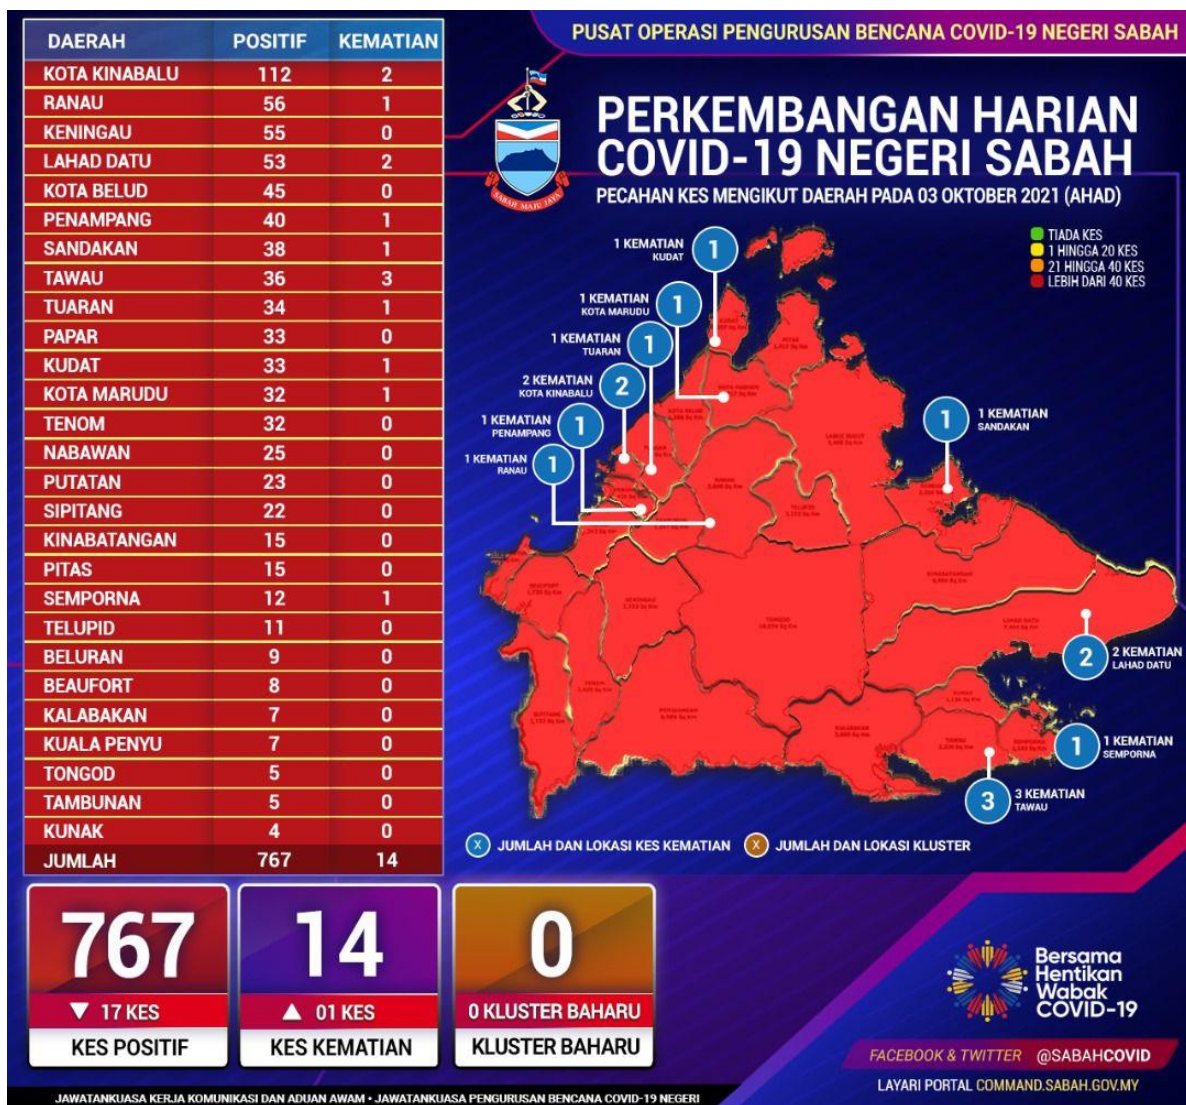 PUSAT OPERASI PENGURUSAN BENCANA COVID-19 NEGERI SABAH
PERKEMBANGAN HARIAN
COVID-19 NEGERI SABAH
PECAHAN KES MENGIKUT DAERAH PADA 03 OKTOBER 2021 (AHAD)
SABAH MAJU JAYA
DAERAH POSITIF KEMATIAN
KOTA KINABALU 112 2
RANAU 56 1
KENINGAU 55 0
LAHAD DATU 53 2
KOTA BELUD 45 0
PENAMPANG 40 1
SANDAKAN 38 1
TAWAU 36 3
TUARAN 34 1
PAPAR 33 0
KUDAT 33 1
KOTA MARUDU 32 1
TENOM 32 0
NABAWAN 25 0
PUTATAN 23 0
SIPITANG 22 0
KINABATANGAN 15 0
PITAS 15 0
SEMPORNA 12 1
TELUPID 11 0
BELURAN 9 0
BEAUFORT 8 0
KALABAKAN 7 0
KUALA PENYU 7 0
TONGOD 5 0
TAMBUNAN 5 0
KUNAK 4 0
JUMLAH 767 14
TIADA KES
1 HINGGA 20 KES
21 HINGGA 40 KES
LEBIH DARI 40 KES
1 KEMATIAN
KUDAT
1
1 KEMATIAN
KOTA MARUDU
1
1 KEMATIAN
TUARAN
1
2 KEMATIAN
KOTA KINABALU
2
1 KEMATIAN
PENAMPANG
1
1 KEMATIAN
RANAU
1
1
1 KEMATIAN
SANDAKAN
2
2 KEMATIAN
LAHAD DATU
1
1 KEMATIAN
SEMPORNA
3
3 KEMATIAN
TAWAU
X JUMLAH DAN LOKASI KES KEMATIAN
X JUMLAH DAN LOKASI KLUSTER
767
▼ 17 KES
KES POSITIF
14
▲ 01 KES
KES KEMATIAN
0
0 KLUSTER BAHARU
KLUSTER BAHARU
Bersama
Hentikan
Wabak
COVID-19
FACEBOOK & TWITTER @SABAHCOVID
LAYARI PORTAL COMMAND.SABAH.GOV.MY
JAWATANKUASA KERJA KOMUNIKASI DAN ADUAN AWAM • JAWATANKUASA PENGURUSAN BENCANA COVID-19 NEGERI